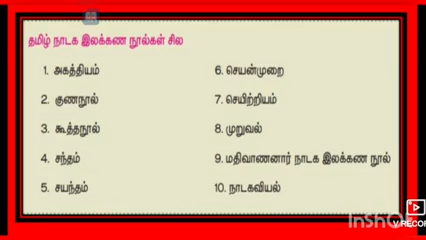 தமிழ் நாடக இலக்கண நூல்கள் சில
1. அகத்தியம்
2. குணநூல்
3. கூத்தநூல்
4. சந்தம்
5. சயந்தம்
6. செயன்முறை
7. செயிற்றியம்
8. முறுவல்
9. மதிவாணனார் நாடக இலக்கண நூல்
10. நாடகவியல்
InShot
V RECOR